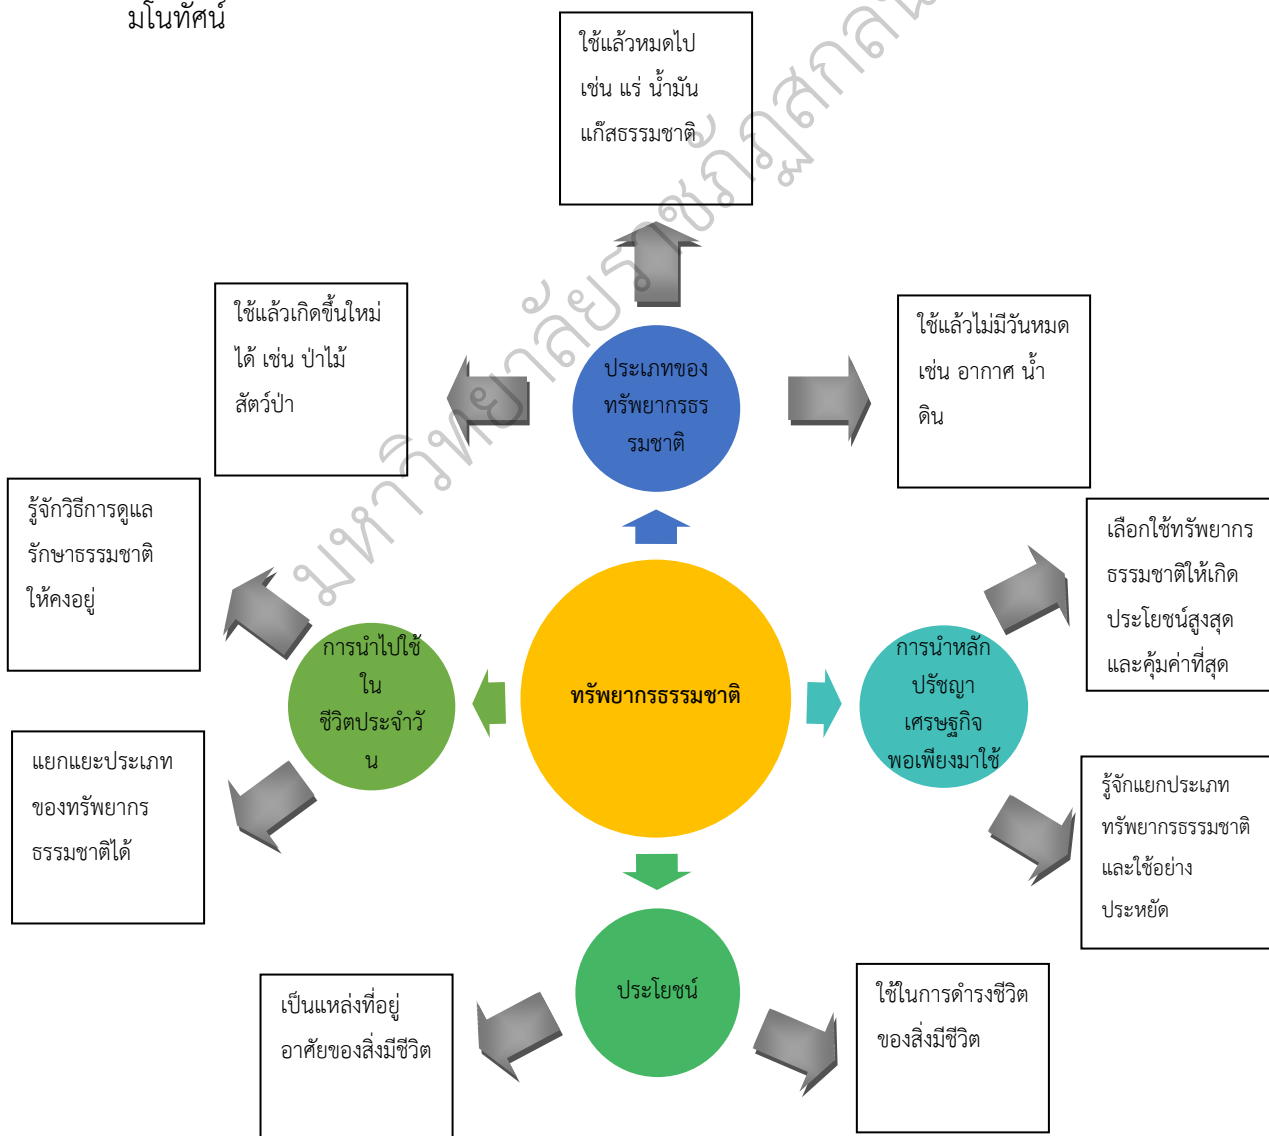 มโนทัศน์
ใช้แล้วหมดไป
เช่น แร่ น้ำมัน
แก๊สธรรมชาติ
ใช้แล้วเกิดขึ้นใหม่
ได้ เช่น ป่าไม้
สัตว์ป่า
ประเภทของ
ทรัพยากรธร
รมชาติ
ใช้แล้วไม่มีวันหมด
เช่น อากาศ น้ำ
ดิน
รู้จักวิธีการดูแล
รักษาธรรมชาติ
ให้คงอยู่
เลือกใช้ทรัพยากร
ธรรมชาติให้เกิด
ประโยชน์สูงสุด
และคุ้มค่าที่สุด
การนำไปใช้
ใน
ชีวิตประจำวั
น
ทรัพยากรธรรมชาติ
การนำหลัก
ปรัชญา
เศรษฐกิจ
พอเพียงมาใช้
แยกแยะประเภท
ของทรัพยากร
ธรรมชาติได้
รู้จักแยกประเภท
ทรัพยากรธรรมชาติ
และใช้อย่าง
ประหยัด
ประโยชน์
เป็นแหล่งที่อยู่
อาศัยของสิ่งมีชีวิต
ใช้ในการดำรงชีวิต
ของสิ่งมีชีวิต
มหาวิทยาลัยราชภัฏสกลน